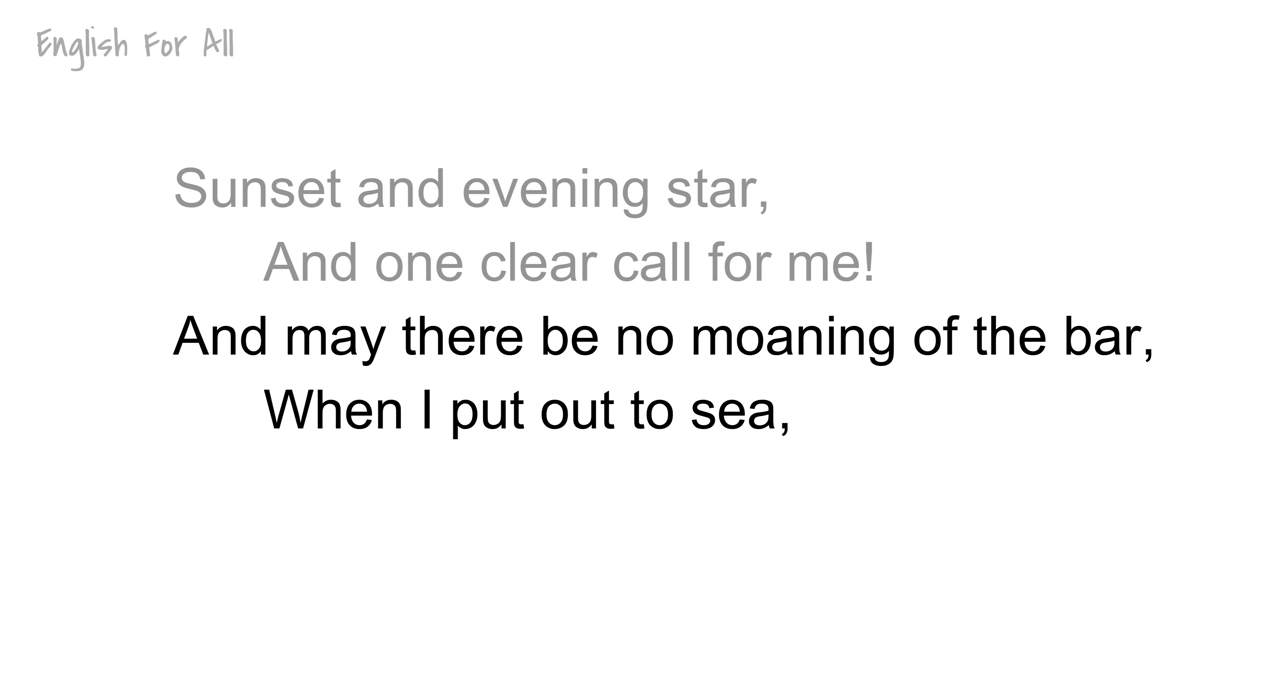 English For All
Sunset and evening star,
And one clear call for me!
And may there be no moaning of the bar,
When I put out to sea,